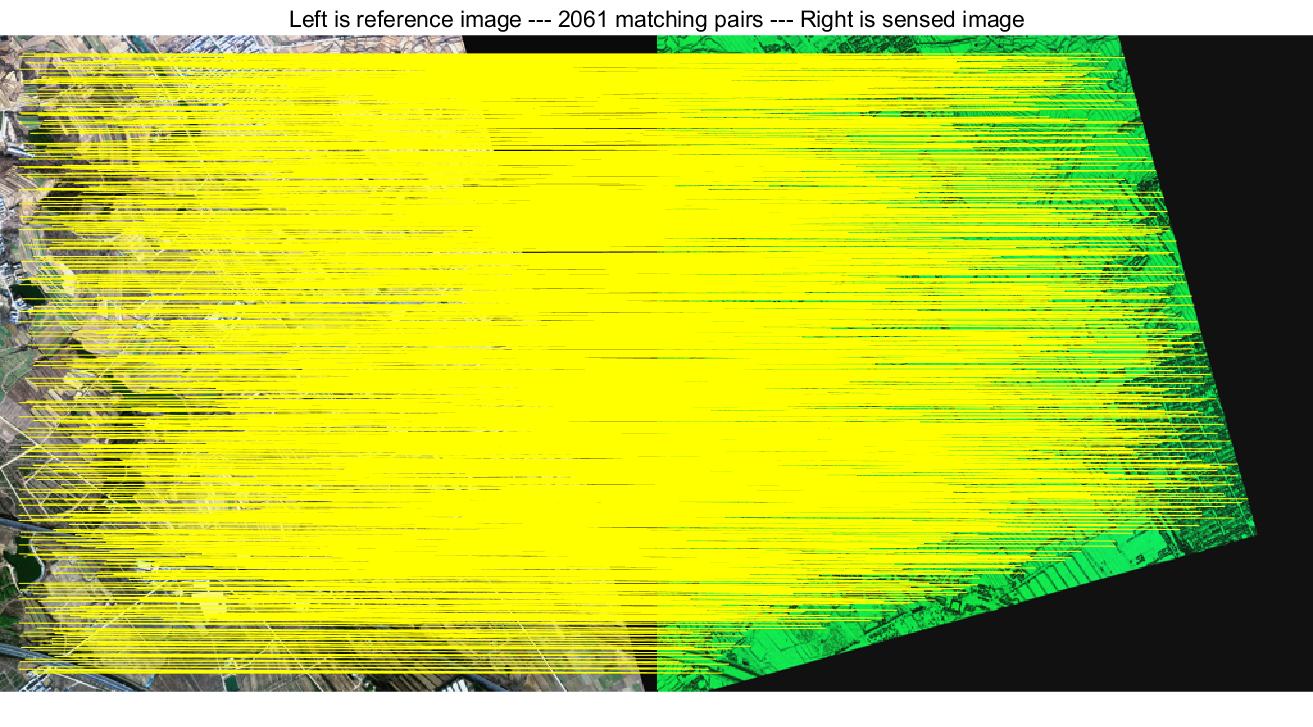 Left is reference image --- 2061 matching pairs --- Right is sensed image